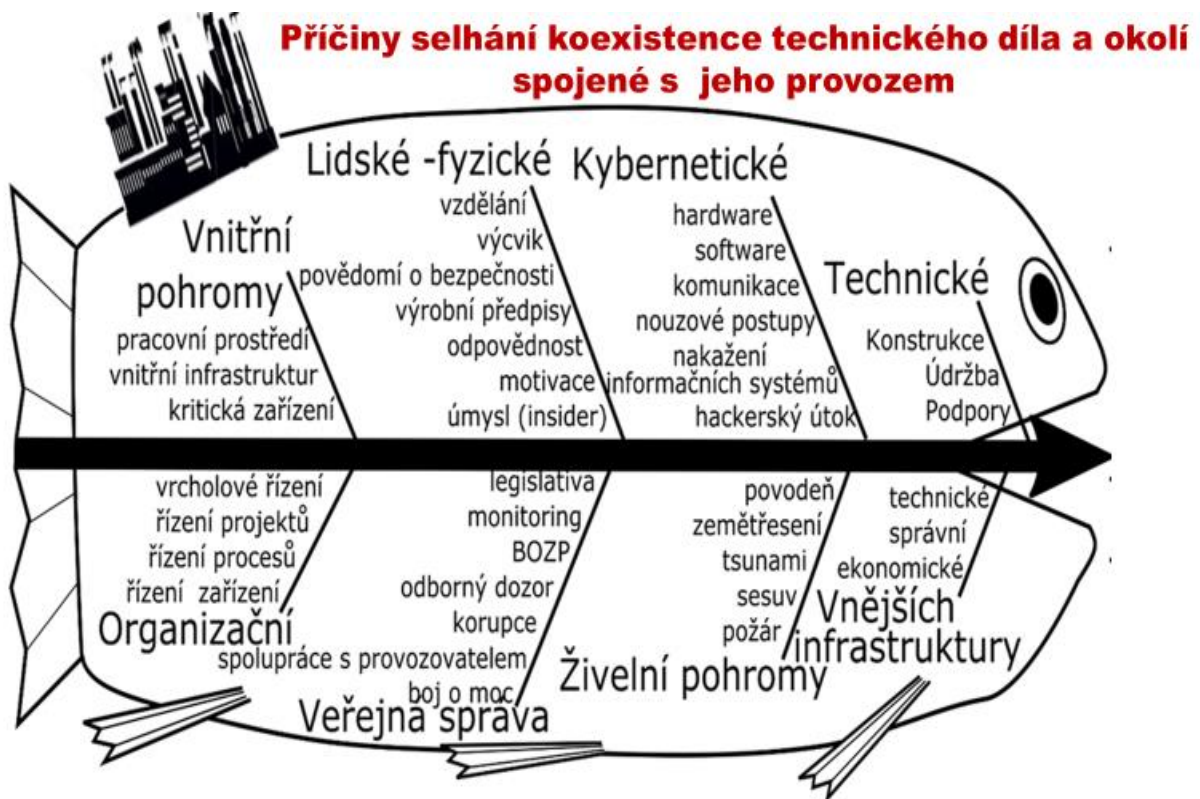 Příčiny selhání koexistence technického díla a okolí
spojené s jeho provozem
Vnitřní
pohromy
pracovní prostředí
vnitřní infrastruktur
kritická zařízení
Lidské -fyzické
vzdělání
výcvik
povědomí o bezpečnosti
výrobní předpisy
odpovědnost
motivace
úmysl (insider)
Kybernetické
hardware
software
komunikace
nouzové postupy
nakažení
informačních systémů
hackerský útok
Technické
Konstrukce
Údržba
Podpory
vrcholové řízení
řízení projektů
řízení procesů
řízení zařízení
Organizační
legislativa
monitoring
BOZP
odborný dozor
korupce
spolupráce s provozovatelem
boj o moc
Veřejná správa
povodeň
zemětřesení
tsunami
sesuv
požár
Živelní pohromy
technické
správní
ekonomické
Vnějších
infrastruktury